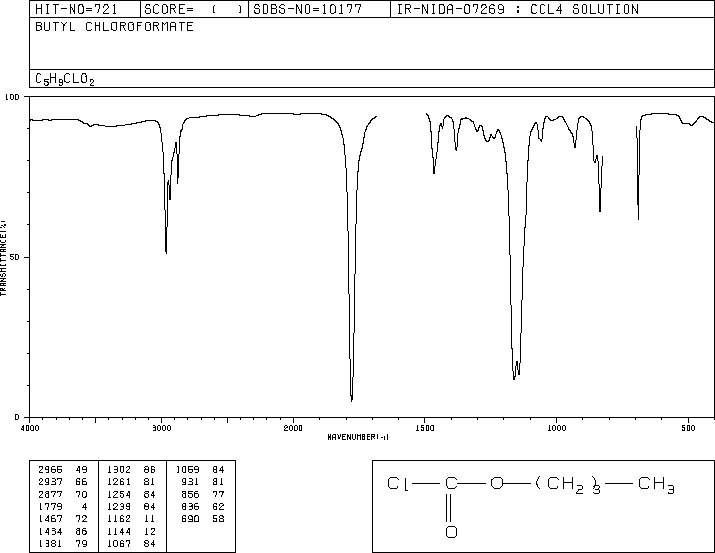 HIT-NO=721 SCORE= ( ) SDBS-NO=10177 IR-NIDA-07269 : CCL4 SOLUTION
BUTYL CHLOROFORMATE
C5H9CLO2
100
50
0
TRANSMITTANCE(%)
4000 3000 2000 1500 1000 500
WAVENUMBER(-1)
2966 49 1302 86 1069 84
2937 66 1261 81 931 81
2877 70 1254 84 856 77
1779 4 1239 84 836 62
1467 72 1162 11 690 58
1434 86 1144 12
1381 79 1067 84
Cl—C—O—(CH2)3—CH3
O